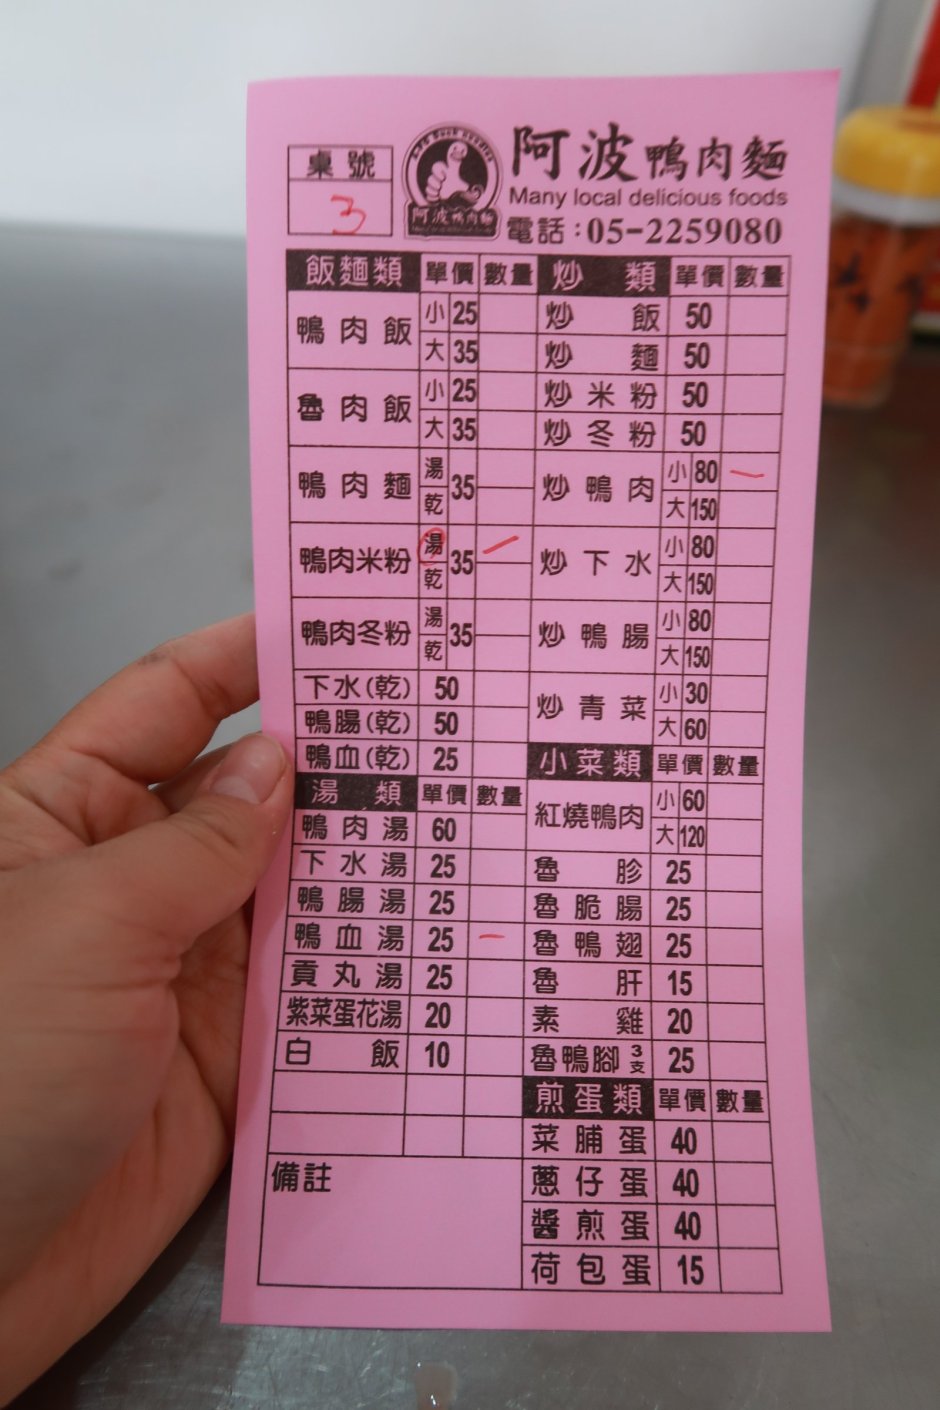 桌號
3
阿波鴨肉麵
Many local delicious foods
電話:05-2259080
阿波鴨肉麵
飯麵類 單價 數量
鴨肉飯 小 25
大 35
魯肉飯 小 25
大 35
鴨肉麵 湯 35
乾
鴨肉米粉 湯 35 一
乾
鴨肉冬粉 湯 35
乾
下水(乾) 50
鴨腸(乾) 50
鴨血(乾) 25
湯類 單價 數量
鴨肉湯 60
下水湯 25
鴨腸湯 25
鴨血湯 25 一
貢丸湯 25
紫菜蛋花湯 20
白飯 10
備註
炒類 單價 數量
炒飯 50
炒麵 50
炒米粉 50
炒冬粉 50
炒鴨肉 小 80 一
大 150
炒下水 小 80
大 150
炒鴨腸 小 80
大 150
炒青菜 小 30
大 60
小菜類 單價 數量
紅燒鴨肉 小 60
大 120
魯胗 25
魯脆腸 25
魯鴨翅 25
魯肝 15
素雞 20
魯鴨腳 3支 25
煎蛋類 單價 數量
菜脯蛋 40
蔥仔蛋 40
醬煎蛋 40
荷包蛋 15